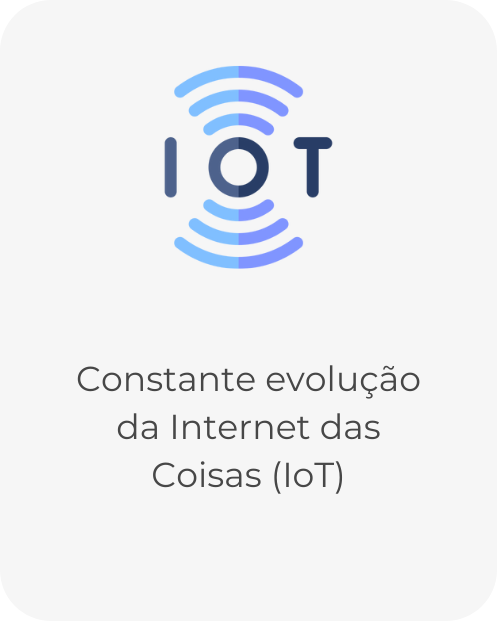 IOT
Constante evolução
da Internet das
Coisas (IoT)